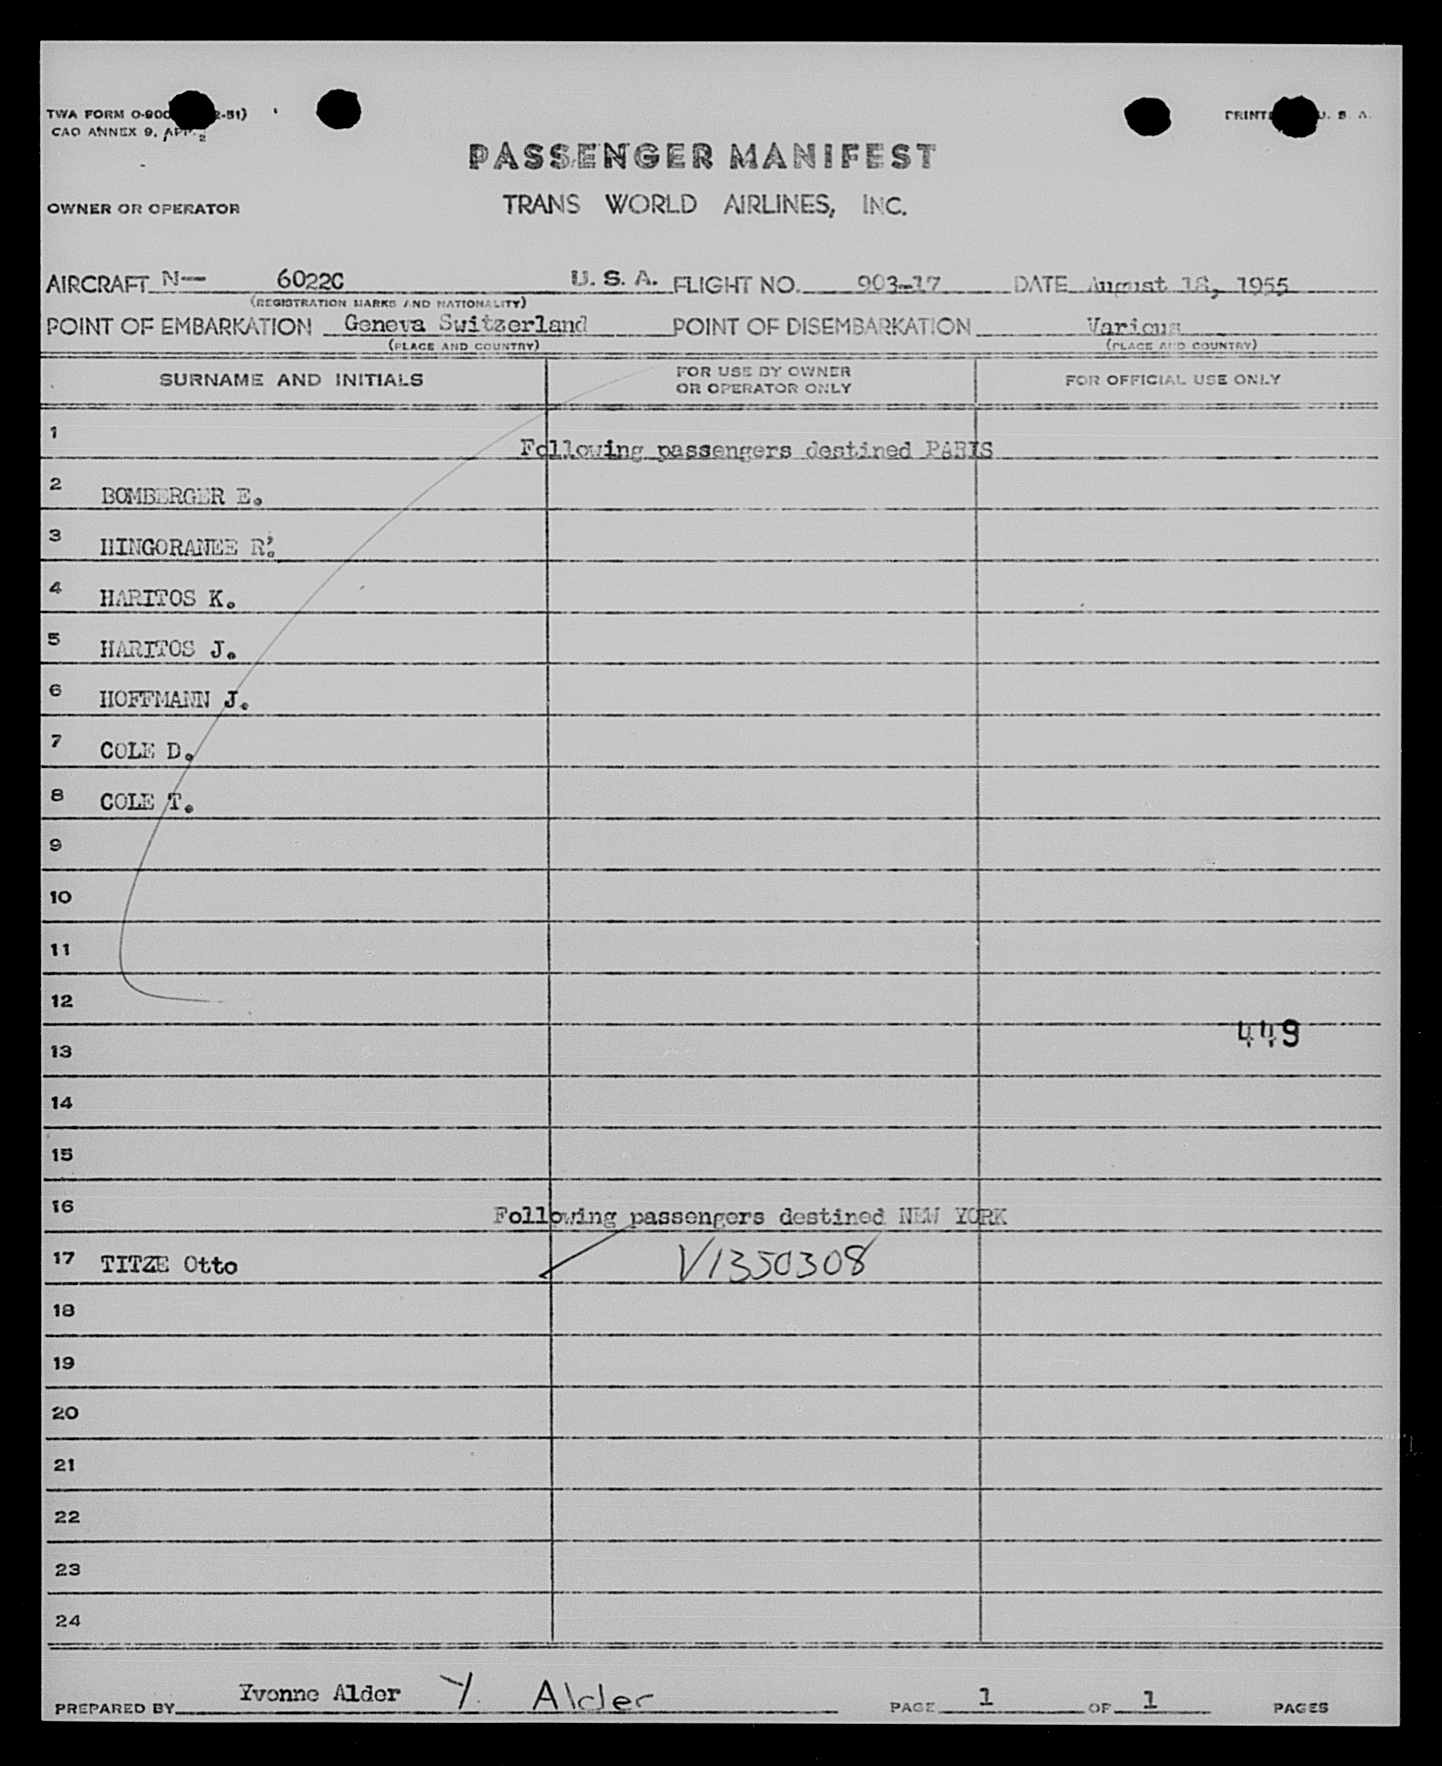 TWA FORM O-900 2-51)
CAO ANNEX 9, APP. 2
U. S. A.
PASSENGER MANIFEST
OWNER OR OPERATOR TRANS WORLD AIRLINES, INC.
AIRCRAFT N— 6022C U. S. A. FLIGHT NO. 903-17 DATE August 18, 1955
(REGISTRATION MARKS AND NATIONALITY)
POINT OF EMBARKATION Geneva Switzerland POINT OF DISEMBARKATION Various
(PLACE AND COUNTRY) (PLACE AND COUNTRY)
SURNAME AND INITIALS FOR USE BY OWNER OR OPERATOR ONLY FOR OFFICIAL USE ONLY
1 Following passengers destined PARIS
2 BOMBERGER E.
3 HINGORANEE R.
4 HARITOS K.
5 HARITOS J.
6 HOFFMANN J.
7 COLE D.
8 COLE T.
9
10
11
12
449
13
14
15
16 Following passengers destined NEW YORK
17 TITZE Otto V1350308
18
19
20
21
22
23
24
PREPARED BY Yvonne Alder Y. Alder PAGE 1 OF 1 PAGES